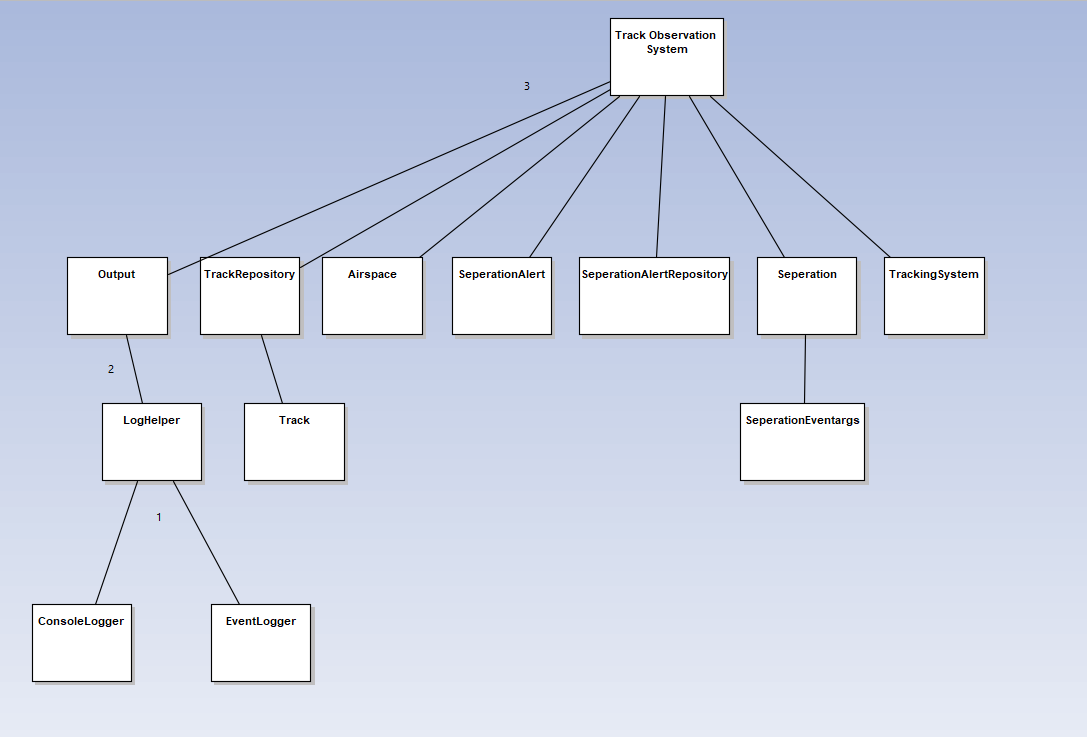 Track Observation
System
3
Output
TrackRepository
Airspace
SeperationAlert
SeperationAlertRepository
Seperation
TrackingSystem
2
LogHelper
Track
SeperationEventargs
1
ConsoleLogger
EventLogger